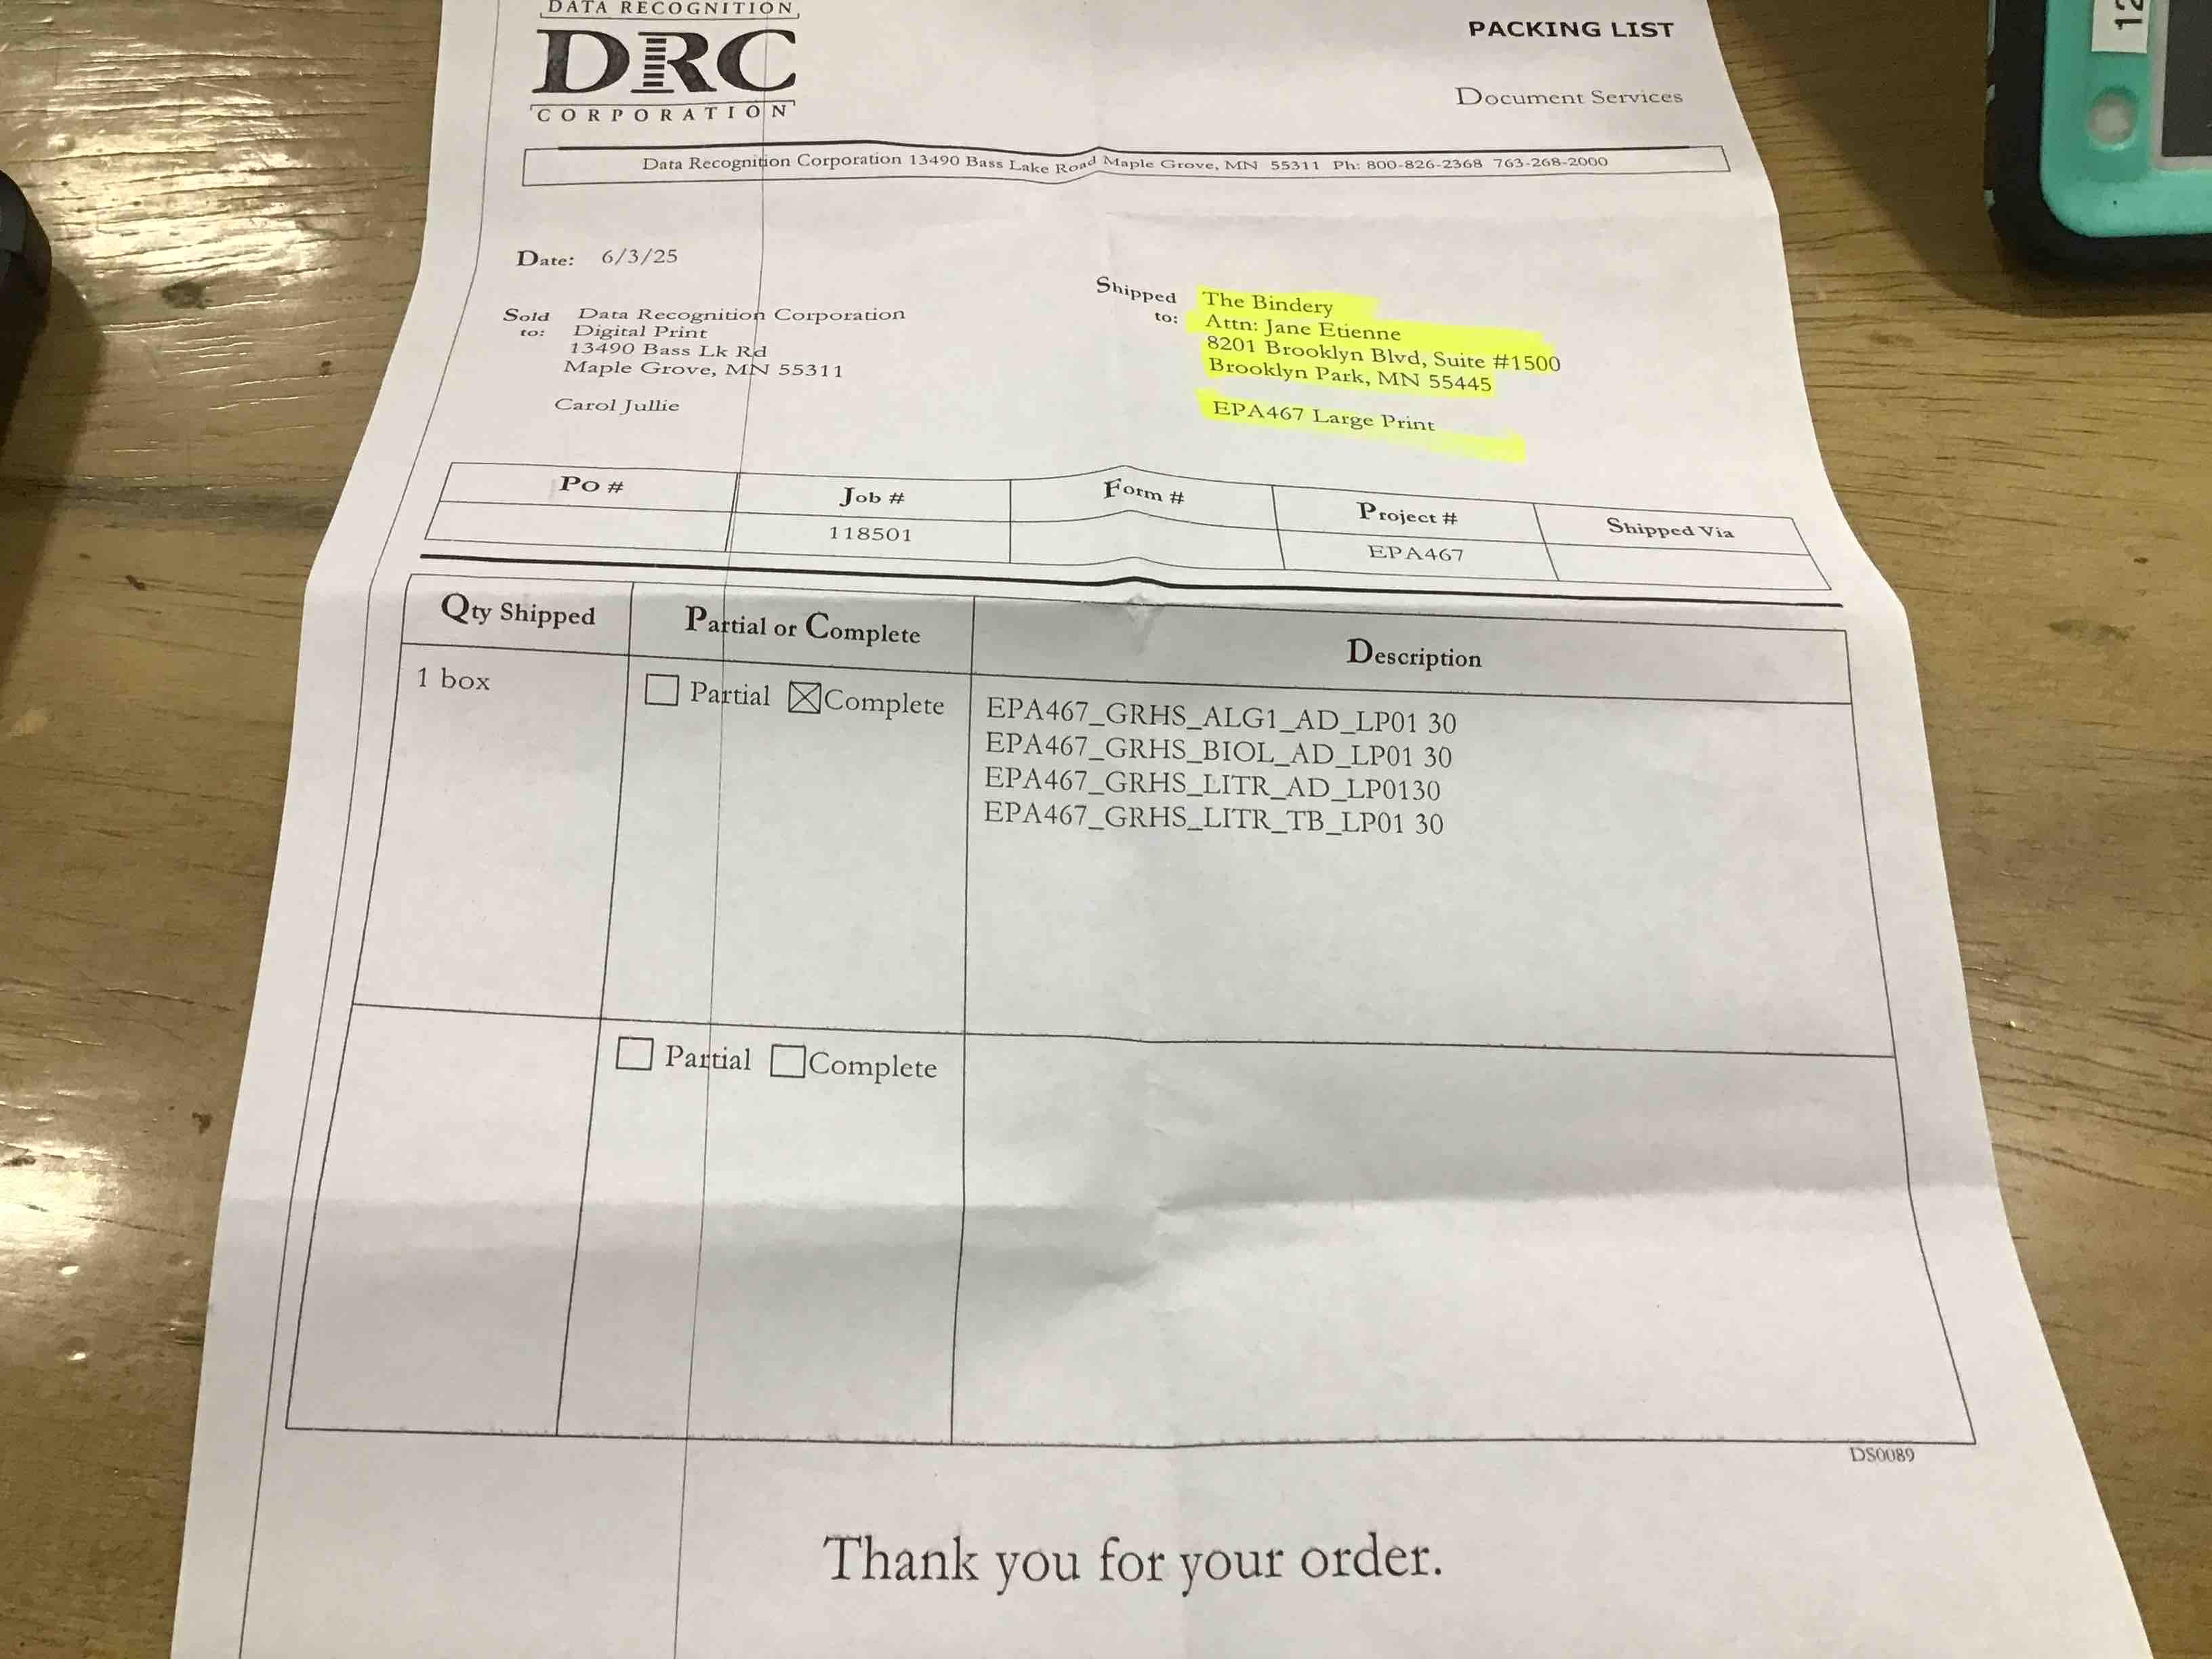 DATA RECOGNITION
DRC
CORPORATION
PACKING LIST
Document Services
Data Recognition Corporation 13490 Bass Lake Road Maple Grove, MN 55311 Ph: 800-826-2368 763-268-2000
Date: 6/3/25
Sold to:
Data Recognition Corporation
Digital Print
13490 Bass Lk Rd
Maple Grove, MN 55311
Carol Jullie
Shipped to:
The Bindery
Attn: Jane Etienne
8201 Brooklyn Blvd, Suite #1500
Brooklyn Park, MN 55445
EPA467 Large Print
Po # Job # Form # Project # Shipped Via
118501 EPA467
Qty Shipped Partial or Complete Description
1 box Partial Complete
EPA467_GRHS_ALG1_AD_LP01 30
EPA467_GRHS_BIOL_AD_LP01 30
EPA467_GRHS_LITR_AD_LP0130
EPA467_GRHS_LITR_TB_LP01 30
Partial Complete
DS0089
Thank you for your order.
12